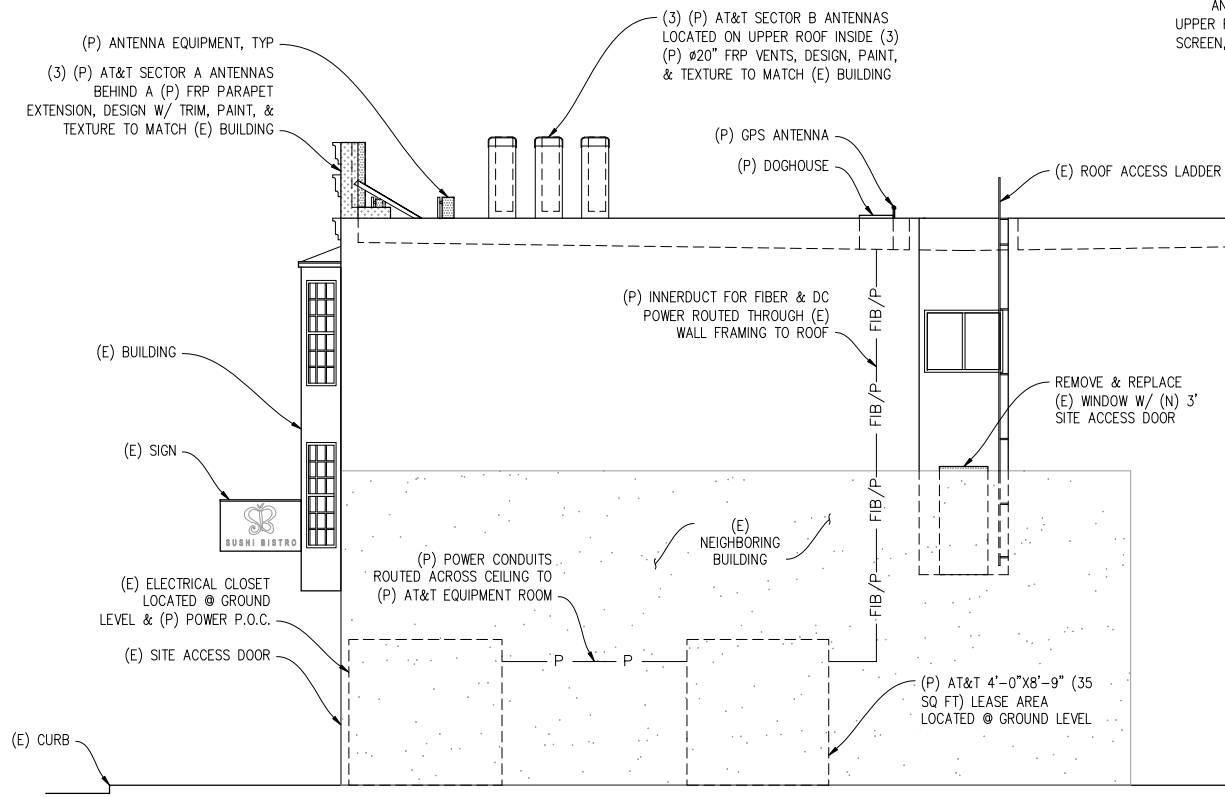 (3) (P) AT&T SECTOR B ANTENNAS
LOCATED ON UPPER ROOF INSIDE (3)
(P) ø20" FRP VENTS, DESIGN, PAINT,
& TEXTURE TO MATCH (E) BUILDING
AN
UPPER
SCREEN,
(P) ANTENNA EQUIPMENT, TYP
(3) (P) AT&T SECTOR A ANTENNAS
BEHIND A (P) FRP PARAPET
EXTENSION, DESIGN W/ TRIM, PAINT, &
TEXTURE TO MATCH (E) BUILDING
(P) GPS ANTENNA
(P) DOGHOUSE
(E) ROOF ACCESS LADDER
(P) INNERDUCT FOR FIBER & DC
POWER ROUTED THROUGH (E)
WALL FRAMING TO ROOF
FIB/P
FIB/P
FIB/P
FIB/P
(E) BUILDING
REMOVE & REPLACE
(E) WINDOW W/ (N) 3'
SITE ACCESS DOOR
(E) SIGN
SB
SUSHI BISTRO
(E)
NEIGHBORING
BUILDING
(P) POWER CONDUITS
ROUTED ACROSS CEILING TO
(P) AT&T EQUIPMENT ROOM
(E) ELECTRICAL CLOSET
LOCATED @ GROUND
LEVEL & (P) POWER P.O.C.
(E) SITE ACCESS DOOR
P P
(P) AT&T 4'-0"X8'-9" (35
SQ FT) LEASE AREA
LOCATED @ GROUND LEVEL
(E) CURB